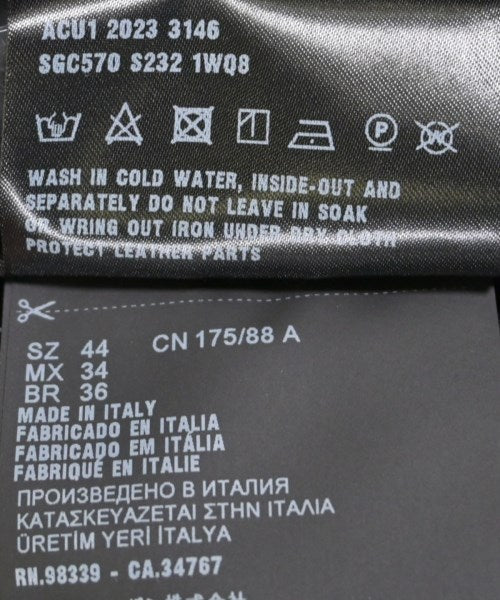 ACU1 2023 3146
SGC570 S232 1WQ8
P W
WASH IN COLD WATER, INSIDE-OUT AND
SEPARATELY DO NOT LEAVE IN SOAK
OR WRING OUT IRON UNDER DRY CLOTH
PROTECT LEATHER PARTS
SZ 44 CN 175/88 A
MX 34
BR 36
MADE IN ITALY
FABRICADO EN ITALIA
FABRICADO EM ITÁLIA
FABRIQUÉ EN ITALIE
ПРОИЗВЕДЕНО В ИТАЛИЯ
ΚΑΤΑΣΚΕΥΑΖΕΤΑΙ ΣΤΗΝ ΙΤΑΛΙΑ
ÜRETİM YERİ İTALYA
RN.98339 - CA.34767